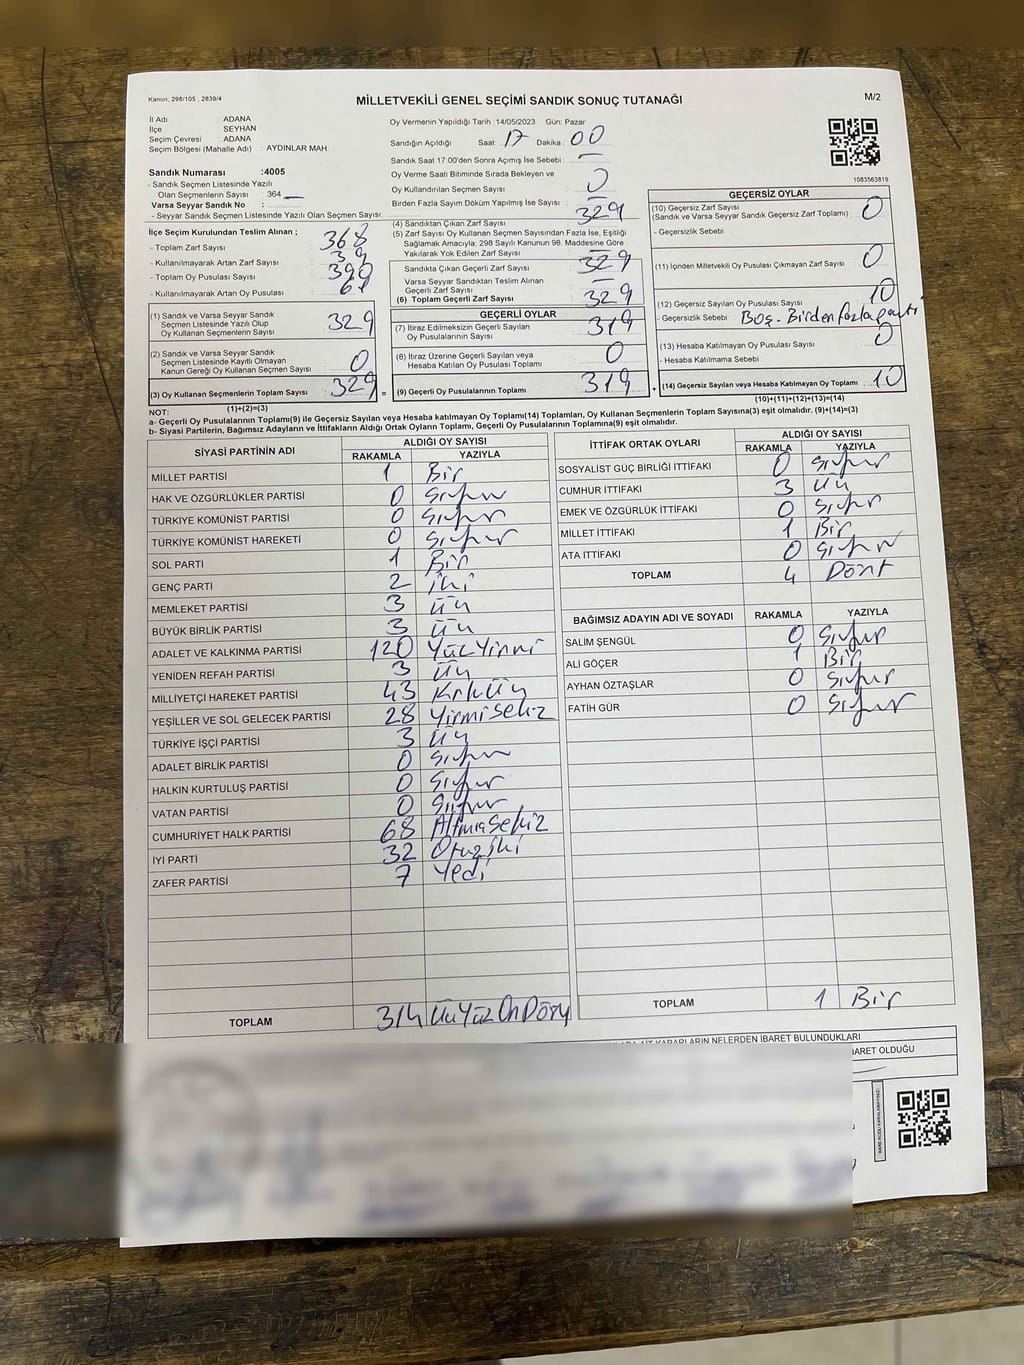 Kanun, 298/105 , 2839/4
MİLLETVEKİLİ GENEL SEÇİMİ SANDIK SONUÇ TUTANAĞI
M/2
İl Adı : ADANA
İlçe : SEYHAN
Seçim Çevresi : ADANA
Seçim Bölgesi (Mahalle Adı) : AYDINLAR MAH.
Sandık Numarası :4005
- Sandık Seçmen Listesinde Yazılı
Olan Seçmenlerin Sayısı : 364
Varsa Seyyar Sandık No :
- Seyyar Sandık Seçmen Listesinde Yazılı Olan Seçmen Sayısı
İlçe Seçim Kurulundan Teslim Alınan ;
- Toplam Zarf Sayısı 368
- Kullanılmayarak Artan Zarf Sayısı 39
- Toplam Oy Pusulası Sayısı 390
- Kullanılmayarak Artan Oy Pusulası 61
(1) Sandık ve Varsa Seyyar Sandık
Seçmen Listesinde Yazılı Olup
Oy Kullanan Seçmenlerin Sayısı 329
(2) Sandık ve Varsa Seyyar Sandık
Seçmen Listesinde Kayıtlı Olmayan
Kanun Gereği Oy Kullanan Seçmen Sayısı 0
(3) Oy Kullanan Seçmenlerin Toplam Sayısı 329
(1)+(2)=(3)
Oy Vermenin Yapıldığı Tarih :14/05/2023 Gün: Pazar
Sandığın Açıldığı Saat: 17 Dakika : 00
Sandık Saat 17.00'den Sonra Açımış İse Sebebi :
Oy Verme Saati Bitiminde Sırada Bekleyen ve
Oy Kullandırılan Seçmen Sayısı : 0
Birden Fazla Sayım Döküm Yapılmış İse Sayısı :
(4) Sandıktan Çıkan Zarf Sayısı 329
(5) Zarf Sayısı Oy Kullanan Seçmen Sayısından Fazla İse, Eşitliği
Sağlamak Amacıyla, 298 Sayılı Kanunun 98. Maddesine Göre
Yakılarak Yok Edilen Zarf Sayısı
Sandıkta Çıkan Geçerli Zarf Sayısı 329
Varsa Seyyar Sandıktan Teslim Alınan
Geçerli Zarf Sayısı
(6) Toplam Geçerli Zarf Sayısı 329
GEÇERLİ OYLAR
(7) İtiraz Edilmeksizin Geçerli Sayılan
Oy Pusulalarının Sayısı 319
(8) İtiraz Üzerine Geçerli Sayılan veya
Hesaba Katılan Oy Pusulası Toplamı 0
= (9) Geçerli Oy Pusulalarının Toplamı 319
1083563819
GEÇERSİZ OYLAR
(10) Geçersiz Zarf Sayısı
(Sandık ve Varsa Seyyar Sandık Geçersiz Zarf Toplamı) : 0
- Geçersizlik Sebebi :
(11) İçinden Milletvekili Oy Pusulası Çıkmayan Zarf Sayısı : 0
(12) Geçersiz Sayılan Oy Pusulası Sayısı 10
- Geçersizlik Sebebi : Boş - Birden fazla parti
(13) Hesaba Katılmayan Oy Pusulası Sayısı 0
- Hesaba Katılmama Sebebi :
+ (14) Geçersiz Sayılan veya Hesaba Katılmayan Oy Toplamı : 10
(10)+(11)+(12)+(13)=(14)
NOT:
a- Geçerli Oy Pusulalarının Toplamı(9) ile Geçersiz Sayılan veya Hesaba katılmayan Oy Toplamı(14) Toplamları, Oy Kullanan Seçmenlerin Toplam Sayısına(3) eşit olmalıdır. (9)+(14)=(3)
b- Siyasi Partilerin, Bağımsız Adayların ve İttifakların Aldığı Ortak Oyların Toplamı, Geçerli Oy Pusulalarının Toplamına(9) eşit olmalıdır.
SİYASİ PARTİNİN ADI
ALDIĞI OY SAYISI
RAKAMLA YAZIYLA
MİLLET PARTİSİ 1 Bir
HAK VE ÖZGÜRLÜKLER PARTİSİ 0 Sıfır
TÜRKİYE KOMÜNİST PARTİSİ 0 Sıfır
TÜRKİYE KOMÜNİST HAREKETİ 0 Sıfır
SOL PARTİ 1 Bir
GENÇ PARTİ 2 iki
MEMLEKET PARTİSİ 3 Üç
BÜYÜK BİRLİK PARTİSİ 3 Üç
ADALET VE KALKINMA PARTİSİ 120 Yüz Yirmi
YENİDEN REFAH PARTİSİ 3 Üç
MİLLİYETÇİ HAREKET PARTİSİ 43 Kırk Üç
YEŞİLLER VE SOL GELECEK PARTİSİ 28 Yirmi Sekiz
TÜRKİYE İŞÇİ PARTİSİ 3 Üç
ADALET BİRLİK PARTİSİ 0 Sıfır
HALKIN KURTULUŞ PARTİSİ 0 Sıfır
VATAN PARTİSİ 0 Sıfır
CUMHURİYET HALK PARTİSİ 68 Altmış Sekiz
İYİ PARTİ 32 Otuz İki
ZAFER PARTİSİ 7 Yedi
TOPLAM 314 Üç Yüz On Dört
İTTİFAK ORTAK OYLARI
ALDIĞI OY SAYISI
RAKAMLA YAZIYLA
SOSYALİST GÜÇ BİRLİĞİ İTTİFAKI 0 Sıfır
CUMHUR İTTİFAKI 3 Üç
EMEK VE ÖZGÜRLÜK İTTİFAKI 0 Sıfır
MİLLET İTTİFAKI 1 Bir
ATA İTTİFAKI 0 Sıfır
TOPLAM 4 Dört
BAĞIMSIZ ADAYIN ADI VE SOYADI RAKAMLA YAZIYLA
SALİM ŞENGÜL 0 Sıfır
ALİ GÖÇER 1 Bir
AYHAN ÖZTAŞLAR 0 Sıfır
FATİH GÜR 0 Sıfır
TOPLAM 1 Bir
KARARLARIN NELERDEN İBARET BULUNDUKLARI
BARET OLDUĞU